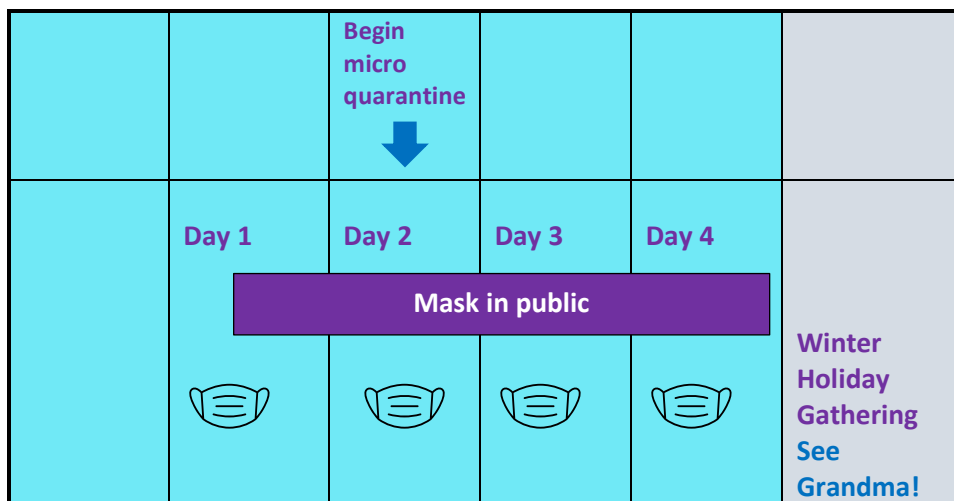 Begin
micro
quarantine
Day 1
Day 2
Day 3
Day 4
Mask in public
Winter
Holiday
Gathering
See
Grandma!